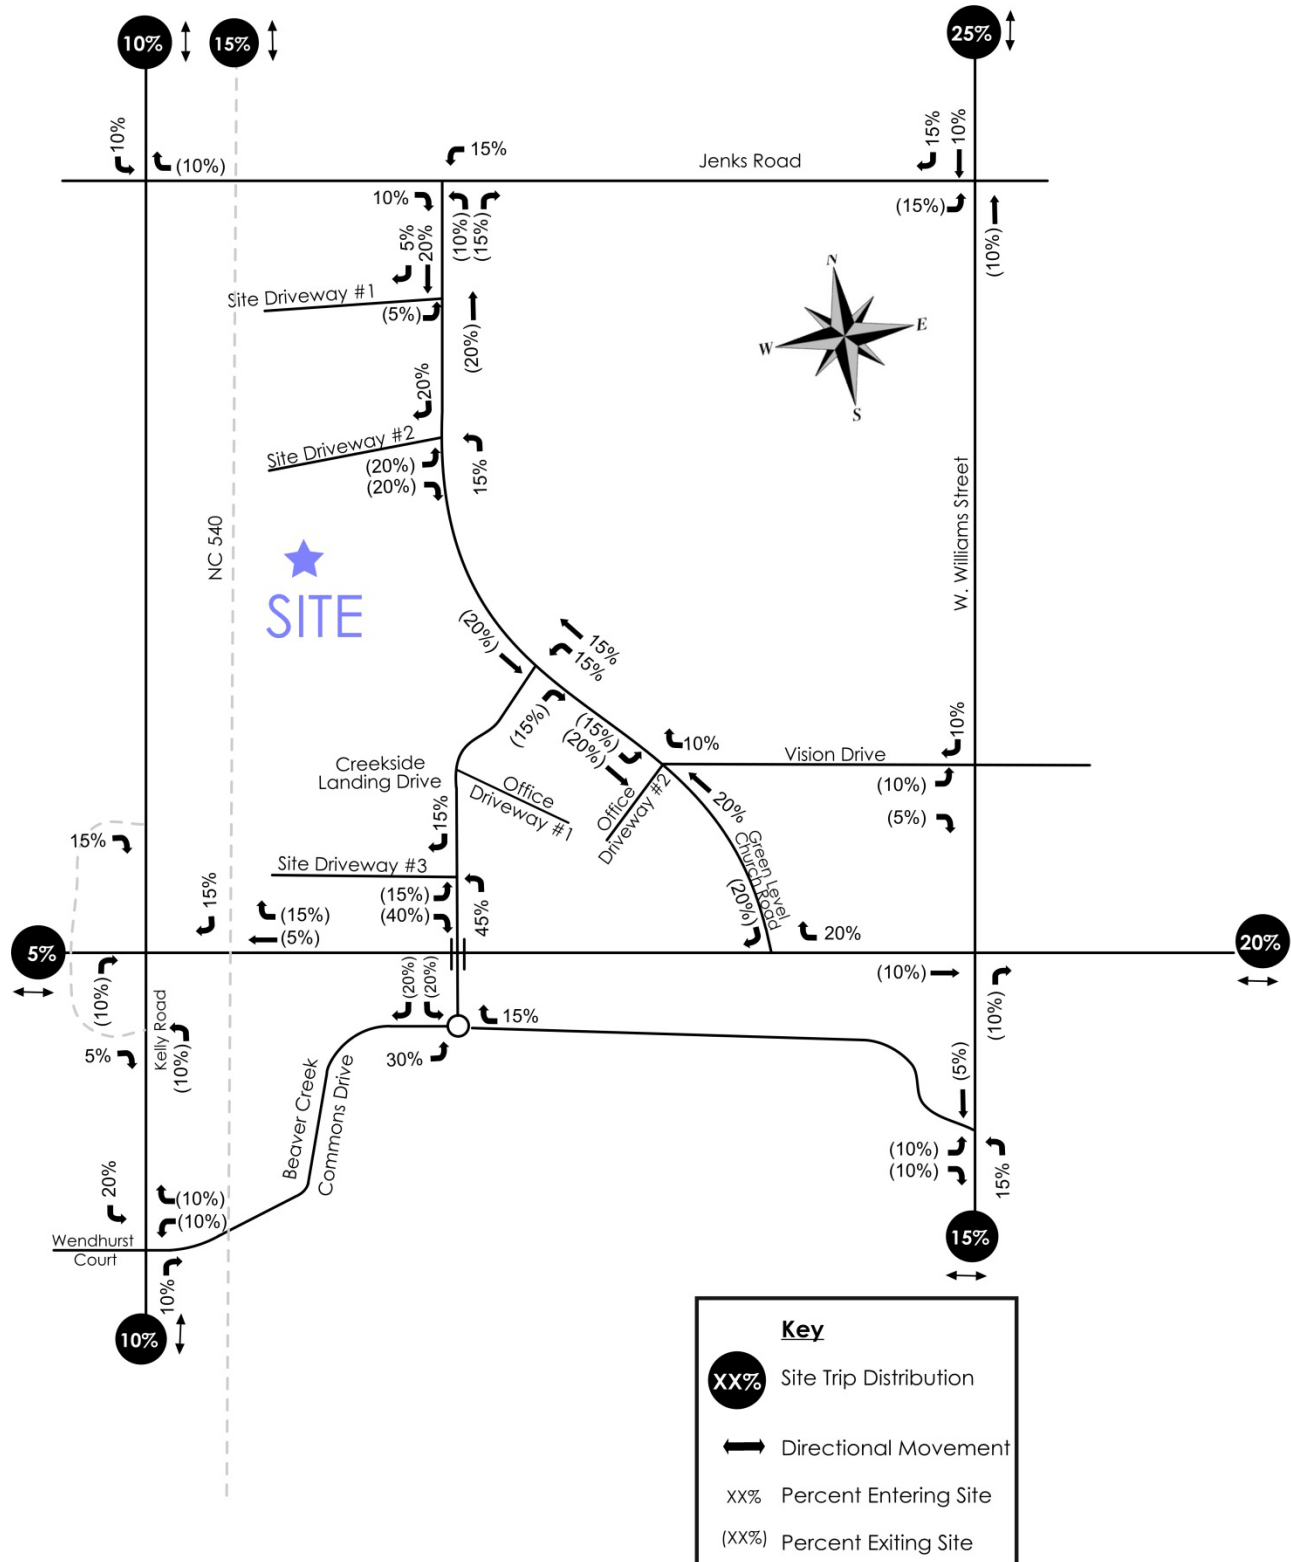 10%
15%
25%
10%
(10%)
15%
Jenks Road
15%
10%
10%
(10%)
(15%)
(15%)
(10%)
5%
20%
Site Driveway #1
(5%)
(20%)
N
E
W
S
20%
Site Driveway #2
(20%)
(20%)
15%
NC 540
W. Williams Street
SITE
(20%)
15%
15%
(15%)
(15%)
(20%)
10%
10%
Vision Drive
(10%)
(5%)
Creekside
Landing Drive
Office
Driveway #1
Office
Driveway #2
20%
Green Level
Church Road
(20%)
15%
15%
Site Driveway #3
(15%)
(40%)
45%
15%
(15%)
(5%)
20%
5%
20%
(10%)
Kelly Road
(10%)
5%
(20%)
(20%)
15%
30%
(10%)
(10%)
(5%)
Beaver Creek
Commons Drive
(10%)
(10%)
15%
20%
(10%)
(10%)
Wendhurst
Court
10%
10%
15%
Key
XX%
Site Trip Distribution
Directional Movement
XX%
Percent Entering Site
(XX%)
Percent Exiting Site